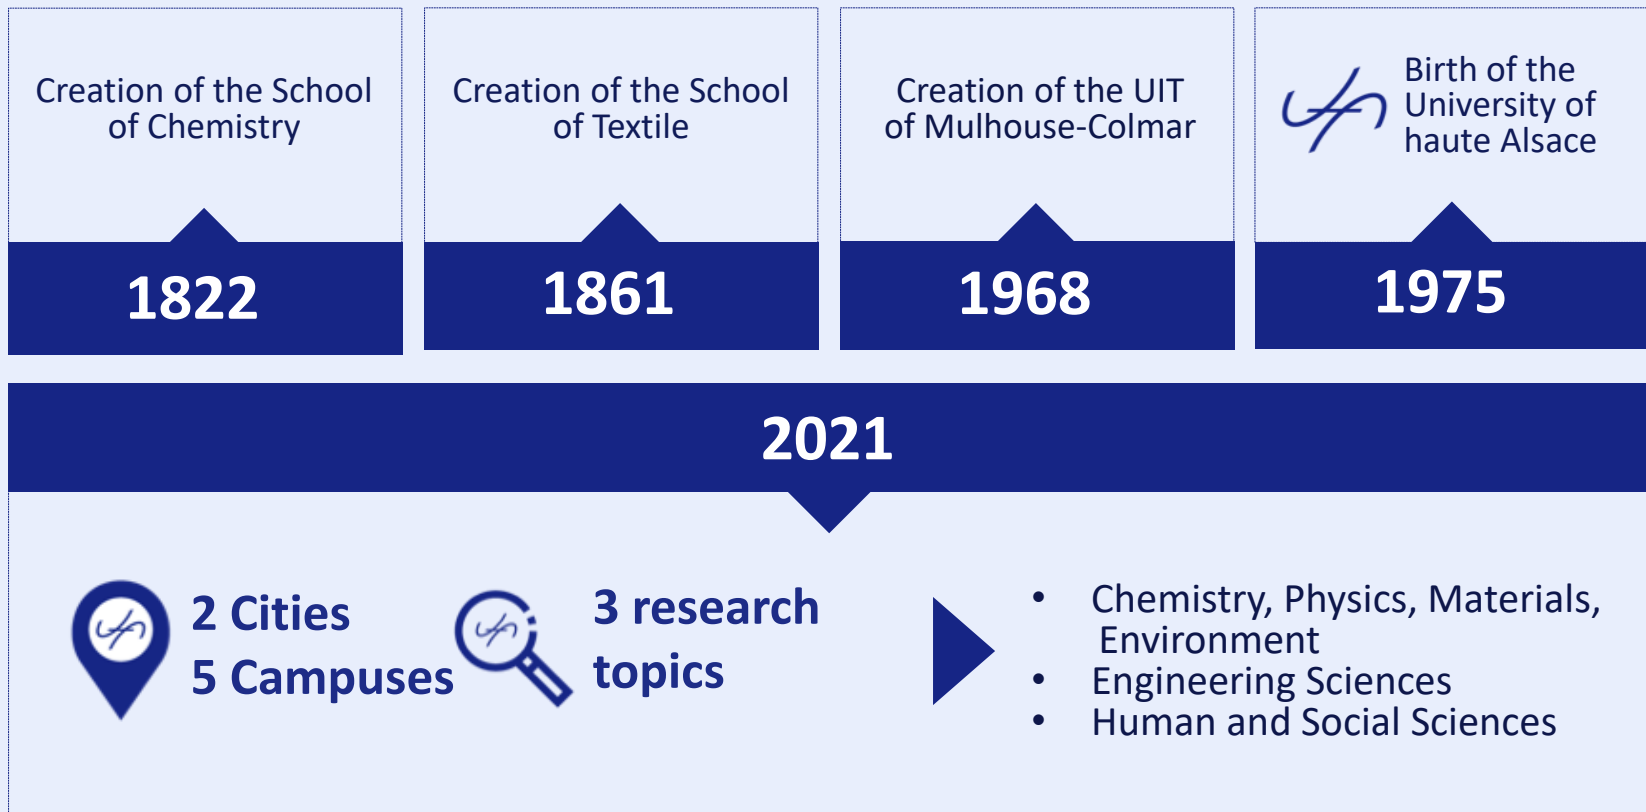 Creation of the School
of Chemistry
1822
Creation of the School
of Textile
1861
Creation of the UIT
of Mulhouse-Colmar
1968
Birth of the
University of
haute Alsace
1975
2021
2 Cities
5 Campuses
3 research
topics
• Chemistry, Physics, Materials,
Environment
• Engineering Sciences
• Human and Social Sciences